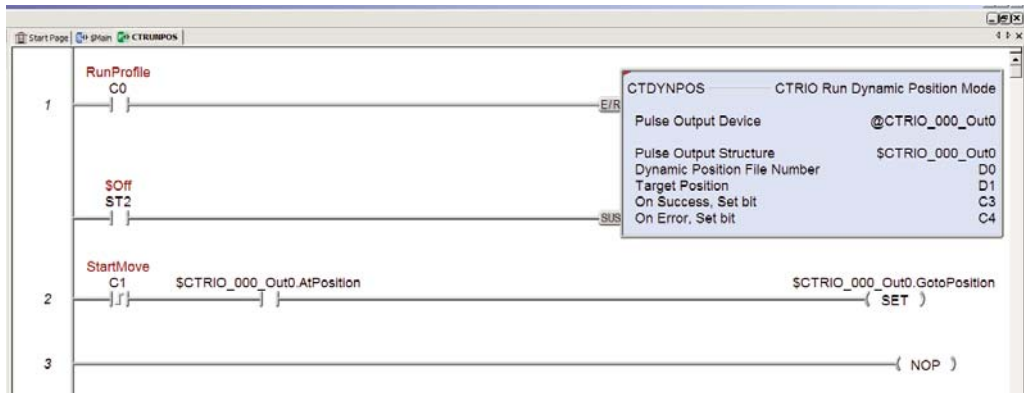 Start Page $Main CTRUNPOS
RunProfile
C0
1
E/R
CTDYNPOS CTRIO Run Dynamic Position Mode
Pulse Output Device @CTRIO_000_Out0
Pulse Output Structure $CTRIO_000_Out0
Dynamic Position File Number D0
Target Position D1
On Success, Set bit C3
On Error, Set bit C4
$Off
ST2
SUS
StartMove
C1 $CTRIO_000_Out0.AtPosition $CTRIO_000_Out0.GotoPosition
2 SET
3 NOP